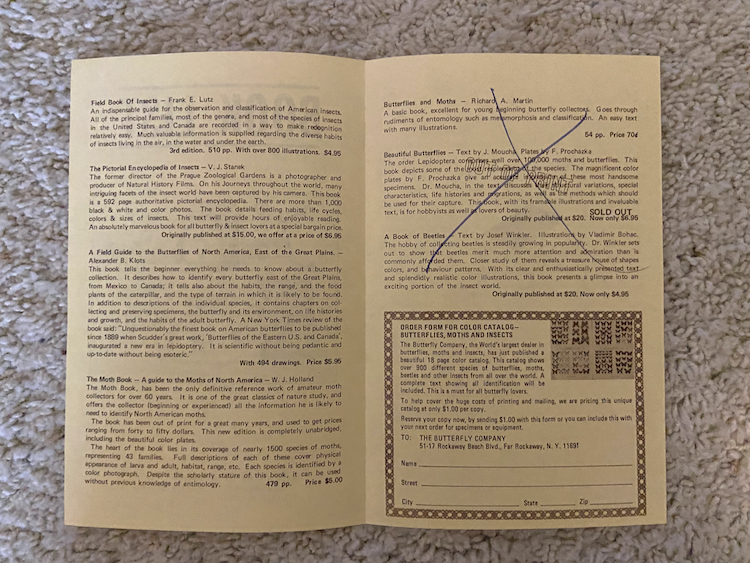 Field Book Of Insects — Frank E. Lutz
An indispensable guide for the observation and classification of American Insects.
All of the principal families, most of the genera, and most of the species of insects
in the United States and Canada are recorded in a way to make recognition
relatively easy. Much valuable information is supplied regarding the diverse habits
of insects living in the air, in the water and under the earth.
3rd edition. 510 pp. With over 800 illustrations. $4.95
The Pictorial Encyclopedia of Insects — V. J. Stanek
The former director of the Prague Zoological Gardens is a photographer and
producer of Natural History Films. On his Journeys throughout the world, many
intriguing facets of the insect world have been captured by his camera. This book
is a 592 page authoritative pictorial encyclopedia. There are more than 1,000
black & white and color photos. The book details feeding habits, life cycles,
colors & sizes of insects. This text will provide hours of enjoyable reading.
An absolutely marvelous book for all butterfly & insect lovers at a special bargain price.
Originally published at $15.00, we offer at a price of $6.95
A Field Guide to the Butterflies of North America, East of the Great Plains. —
Alexander B. Klots
This book tells the beginner everything he needs to know about a butterfly
collection. It describes how to identify every butterfly east of the Great Plains,
from Mexico to Canada; it tells also about the habits, the range, and the food
plants of the caterpillar, and the type of terrain in which it is likely to be found.
In addition to descriptions of the individual species, it contains chapters on col-
lecting and preserving specimens, the butterfly and its environment, on life histories
and growth, and the habits of the adult butterfly. A New York Times review of the
book said: "Unquestionably the finest book on American butterflies to be published
since 1889 when Scudder's great work, 'Butterflies of the Eastern U.S. and Canada',
inaugurated a new era in lepidoptery. It is scientific without being pedantic and
up-to-date without being esoteric."
With 494 drawings. Price $5.95
The Moth Book — A guide to the Moths of North America — W. J. Holland
The Moth Book, has been the only definitive reference work of amateur moth
collectors for over 60 years. It is one of the great classics of nature study, and
offers the collector (beginning or experienced) all the information he is likely to
need to identify North American moths.
The book has been out of print for a great many years, and used to get prices
ranging from forty to fifty dollars. This new edition is completely unabridged,
including the beautiful color plates.
The heart of the book lies in its coverage of nearly 1500 species of moths,
representing 43 families. Full descriptions of each of these cover physical
appearance of larva and adult, habitat, range, etc. Each species is identified by a
color photograph. Despite the scholarly stature of this book, it can be used
without previous knowledge of entimology. 479 pp. Price $5.00
Butterflies and Moths — Richard A. Martin
A basic book, excellent for young beginning butterfly collectors. Goes through
rudiments of entomology such as metamorphosis and classification. An easy text
with many illustrations.
54 pp. Price 70¢
Beautiful Butterflies — Text by J. Moucha, Plates by F. Prochazka
The order Lepidoptera comprises well over 100,000 moths and butterflies. This
book depicts some of the species. The magnificent color
plates by F. Prochazka give an accurate of these most handsome
specimens. Dr. Moucha, in the text, discusses variations, special
characteristics, life histories and as well as the methods which should
be used for their capture. This book, with its framable illustrations and invaluable
text, is for hobbyists as well as lovers of beauty. SOLD OUT
Originally published at $20. Now only $6.95
A Book of Beetles — Text by Josef Winkler. Illustrations by Vladimir Bohac.
The hobby of collecting beetles is steadily growing in popularity. Dr. Winkler sets
out to show that beetles merit much more attention and admiration than is
commonly afforded them. Closer study of them reveals a treasure house of shapes
colors, and behaviour patterns. With its clear and enthusiastically presented text
and splendidly realistic color illustrations, this book presents a glimpse into an
exciting portion of the insect world.
Originally published at $20, Now only $4.95
ORDER FORM FOR COLOR CATALOG—
BUTTERFLIES, MOTHS AND INSECTS
The Butterfly Company, the World's largest dealer in
butterflies, moths and insects, has just published a
beautiful 18 page color catalog. This catalog shows
over 900 different species of butterflies, moths,
beetles and other insects from all over the world. A
complete text showing all identification will be
included. This is a must for all butterfly lovers.
To help cover the huge costs of printing and mailing, we are pricing this unique
catalog at only $1.00 per copy.
Reserve your copy now, by sending $1.00 with this form or you can include this with
your next order for specimens or equipment.
TO: THE BUTTERFLY COMPANY
51-17 Rockaway Beach Blvd., Far Rockaway, N. Y. 11691
Name
Street
City State Zip